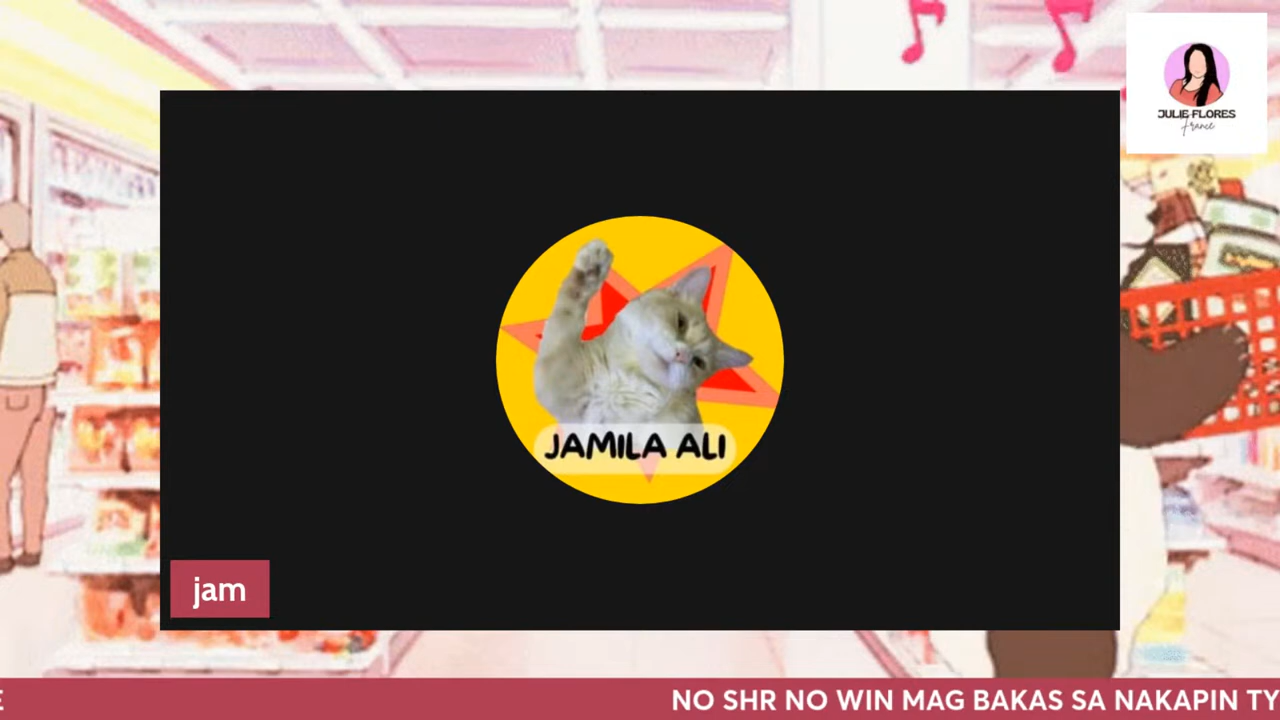 JULIE FLORES
France
JAMILA ALI
jam
E NO SHR NO WIN MAG BAKAS SA NAKAPIN TY